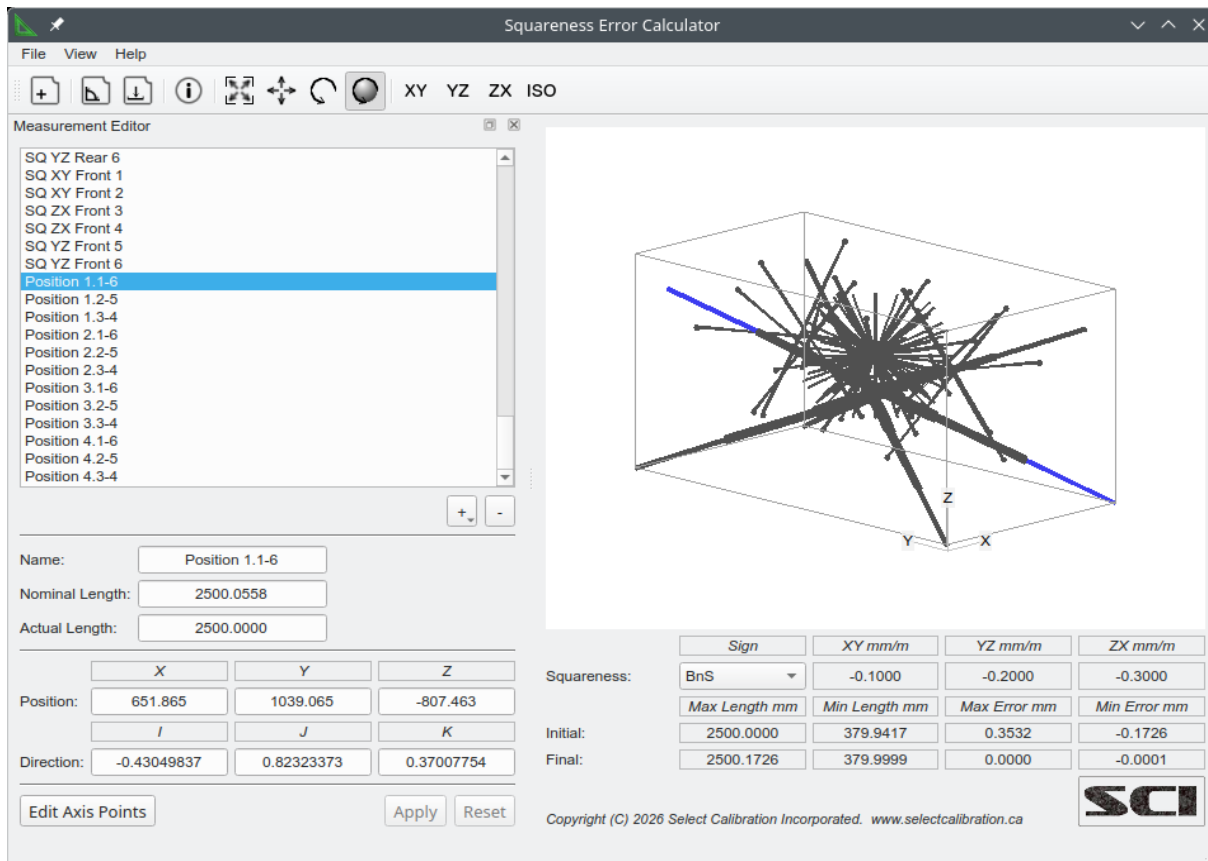 Squareness Error Calculator
File View Help
XY YZ ZX ISO
Measurement Editor
SQ YZ Rear 6
SQ XY Front 1
SQ XY Front 2
SQ ZX Front 3
SQ ZX Front 4
SQ YZ Front 5
SQ YZ Front 6
Position 1.1-6
Position 1.2-5
Position 1.3-4
Position 2.1-6
Position 2.2-5
Position 2.3-4
Position 3.1-6
Position 3.2-5
Position 3.3-4
Position 4.1-6
Position 4.2-5
Position 4.3-4
+ -
Name: Position 1.1-6
Nominal Length: 2500.0558
Actual Length: 2500.0000
X Y Z
Position: 651.865 1039.065 -807.463
I J K
Direction: -0.43049837 0.82323373 0.37007754
Edit Axis Points Apply Reset
Z
Y X
Sign XY mm/m YZ mm/m ZX mm/m
Squareness: BnS -0.1000 -0.2000 -0.3000
Max Length mm Min Length mm Max Error mm Min Error mm
Initial: 2500.0000 379.9417 0.3532 -0.1726
Final: 2500.1726 379.9999 0.0000 -0.0001
Copyright (C) 2026 Select Calibration Incorporated. www.selectcalibration.ca
SCI